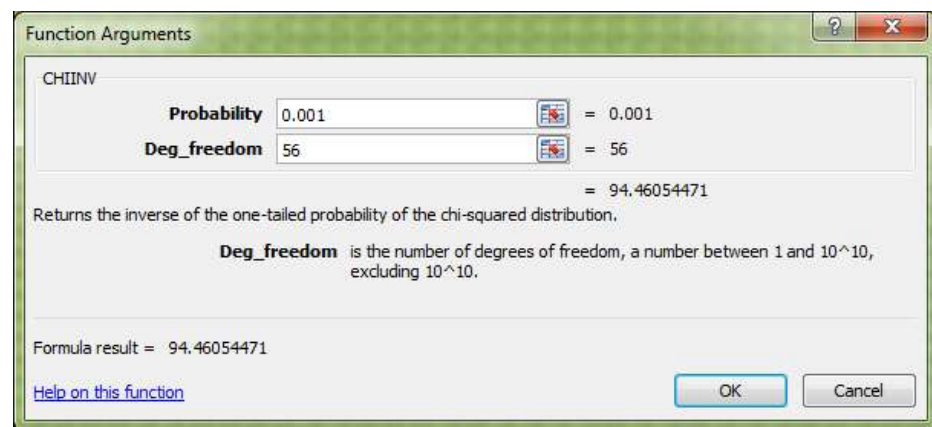 Function Arguments
CHIINV
Probability 0.001 = 0.001
Deg_freedom 56 = 56
= 94.46054471
Returns the inverse of the one-tailed probability of the chi-squared distribution.
Deg_freedom is the number of degrees of freedom, a number between 1 and 10^10,
excluding 10^10.
Formula result = 94.46054471
Help on this function OK Cancel